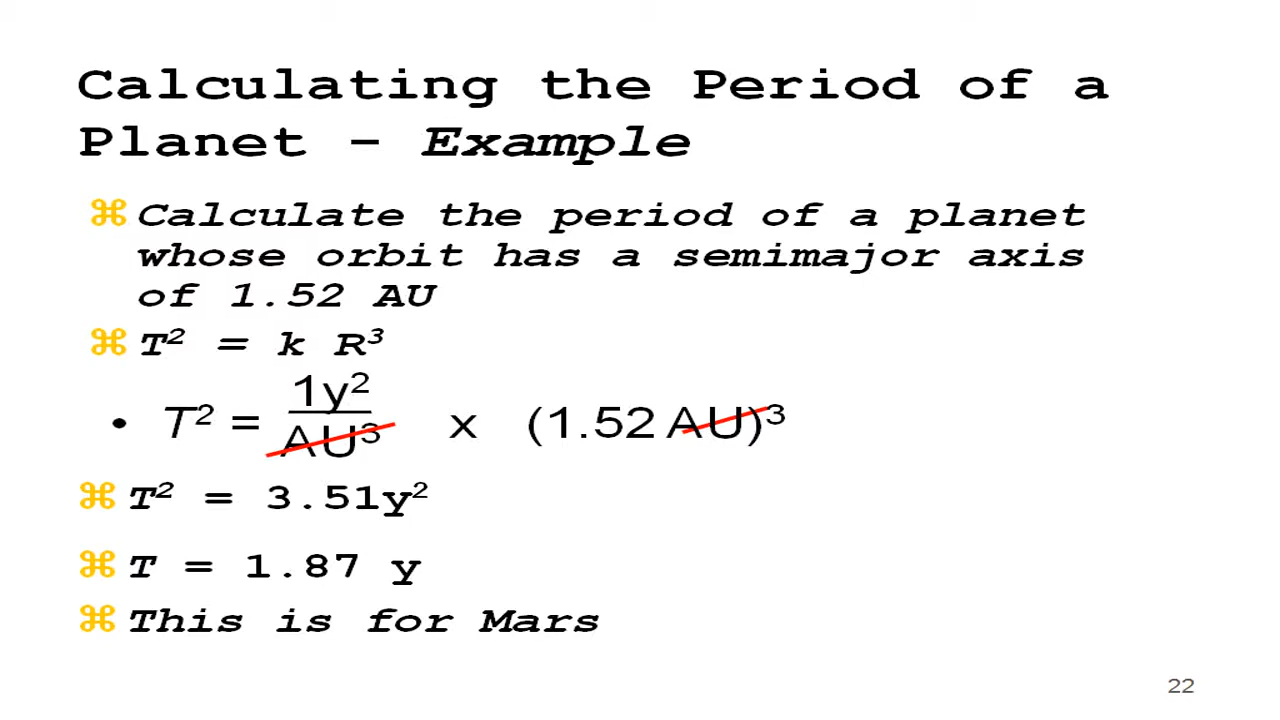 Calculating the Period of a
Planet – Example
⌘ Calculate the period of a planet
whose orbit has a semimajor axis
of 1.52 AU
⌘ T² = k R³
• T² = 1y² / AU³ x (1.52 AU)³
⌘ T² = 3.51y²
⌘ T = 1.87 y
⌘ This is for Mars
22